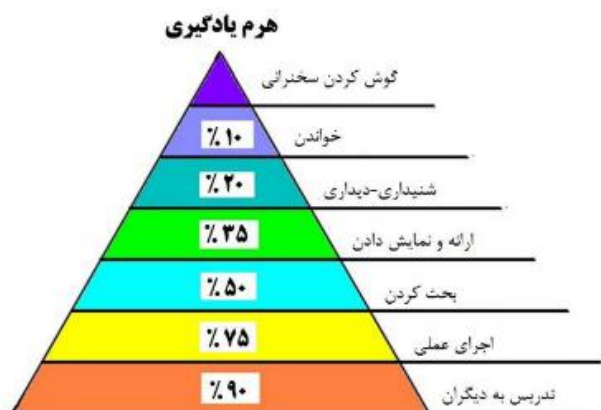 هرم یادگیری
گوش کردن سخنرانی
خواندن
٪۱۰
شنیداری-دیداری
٪۲۰
ارائه و نمایش دادن
٪۳۵
بحث کردن
٪۵۰
اجرای عملی
٪۷۵
تدریس به دیگران
٪۹۰